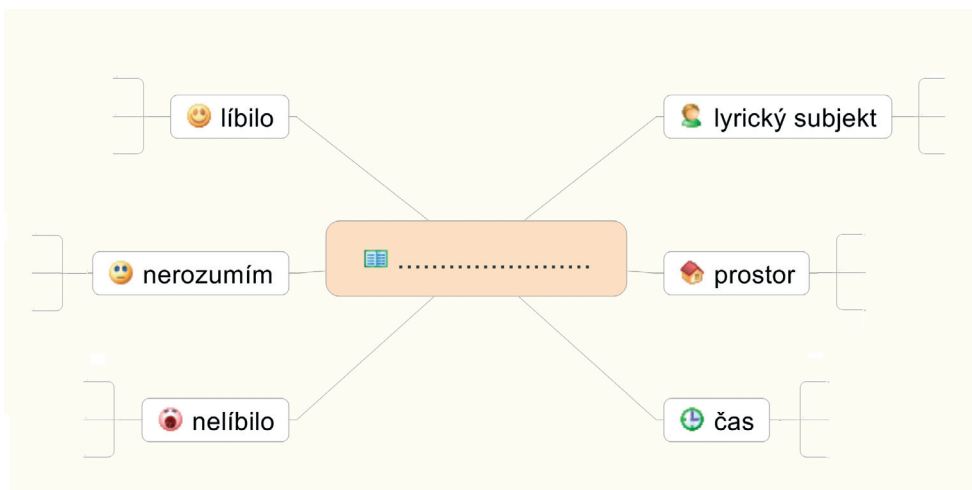 líbilo
lyrický subjekt
nerozumím
.......................
prostor
nelíbilo
čas